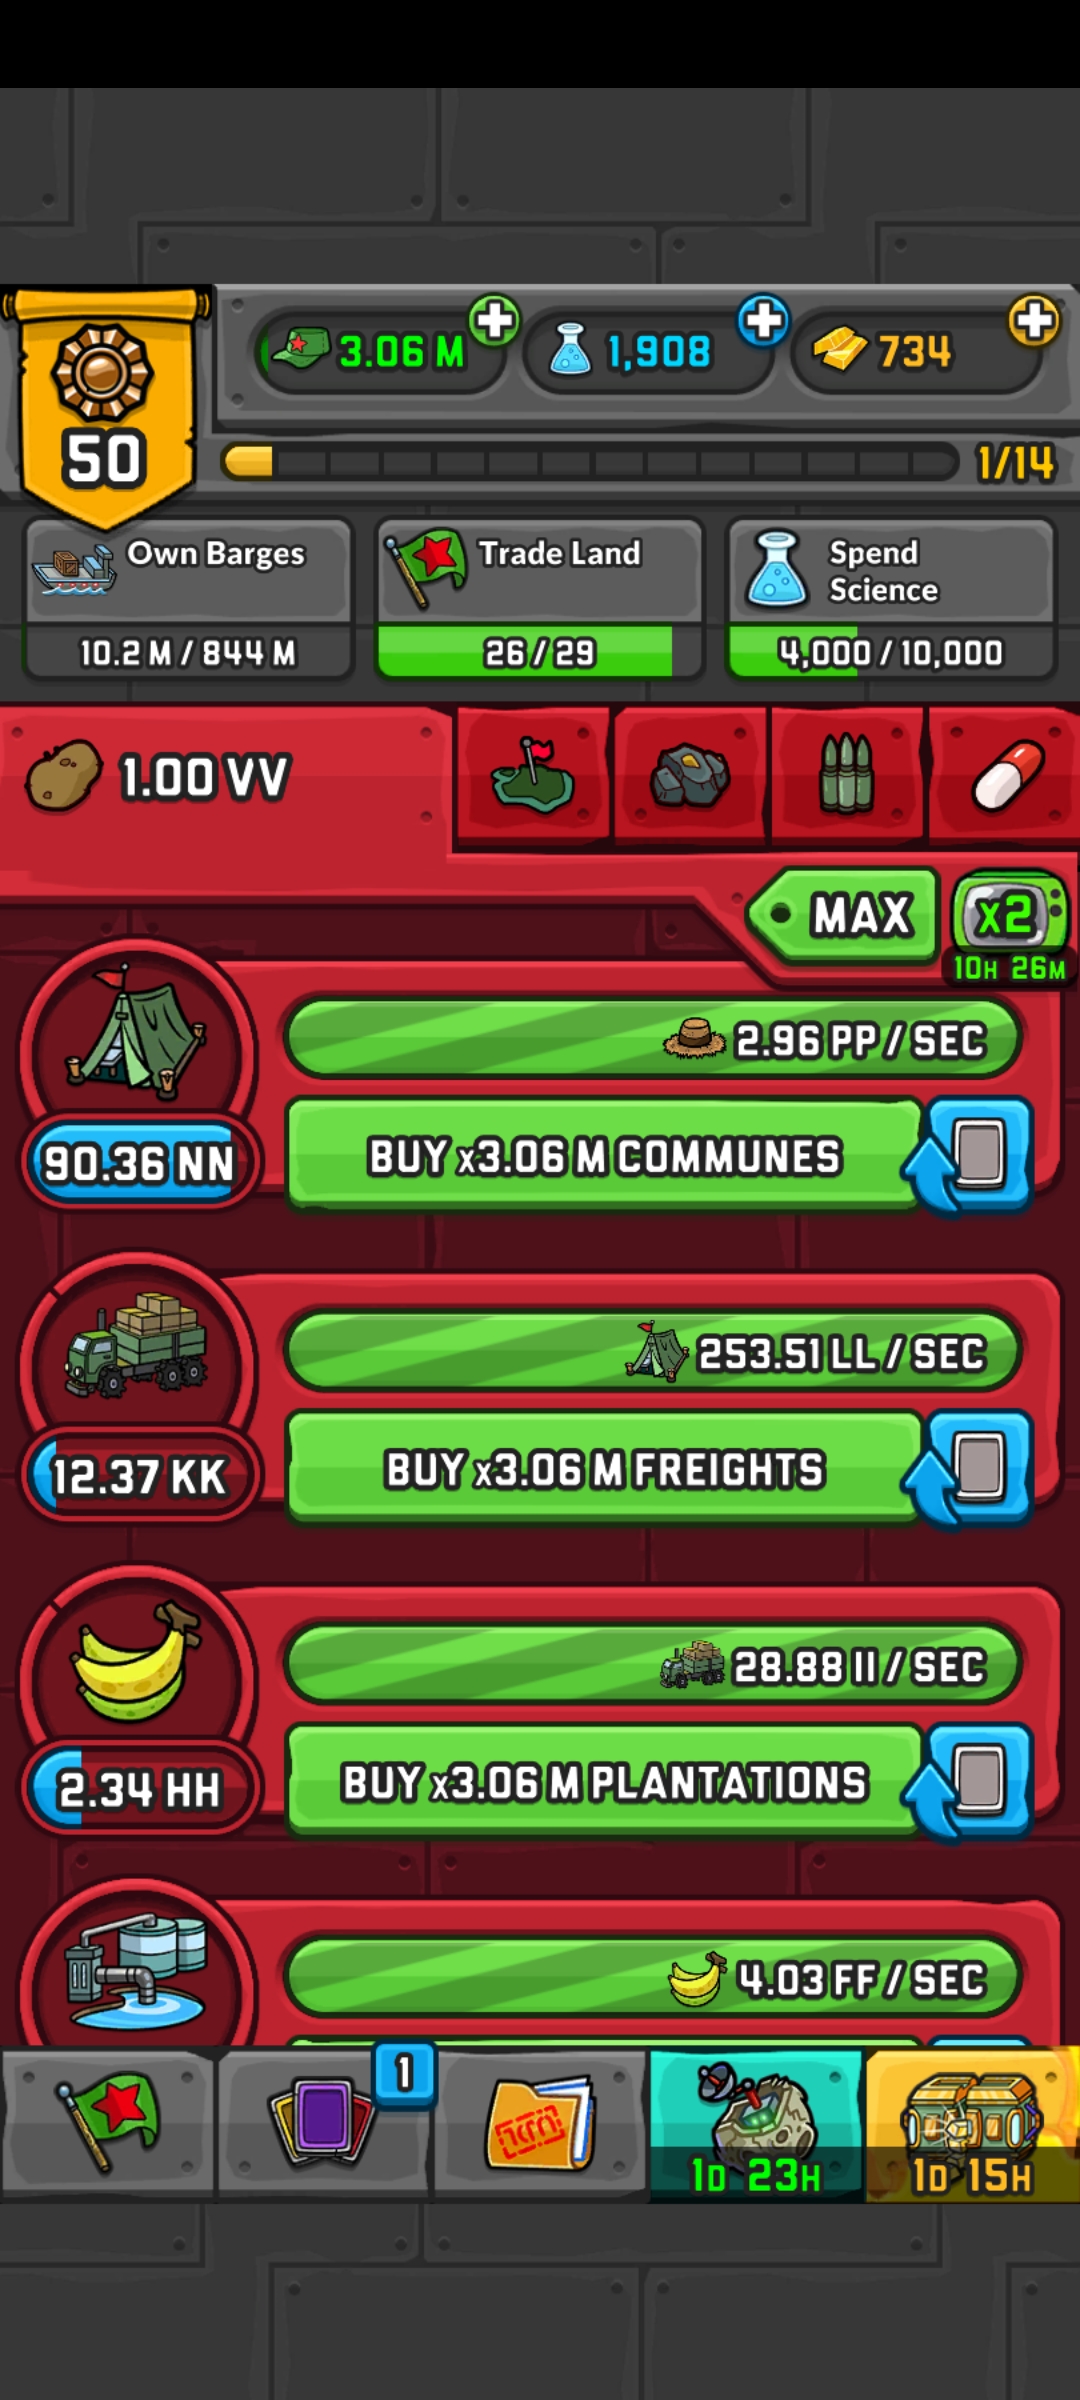 3.06 M
1,908
734
50
1/14
Own Barges
10.2 M / 844 M
Trade Land
26 / 29
Spend
Science
4,000 / 10,000
1.00 VV
MAX
x2
10H 26M
2.96 PP / SEC
90.36 NN
BUY x3.06 M COMMUNES
253.51 LL / SEC
12.37 KK
BUY x3.06 M FREIGHTS
28.88 II / SEC
2.34 HH
BUY x3.06 M PLANTATIONS
4.03 FF / SEC
1
1D 23H
1D 15H